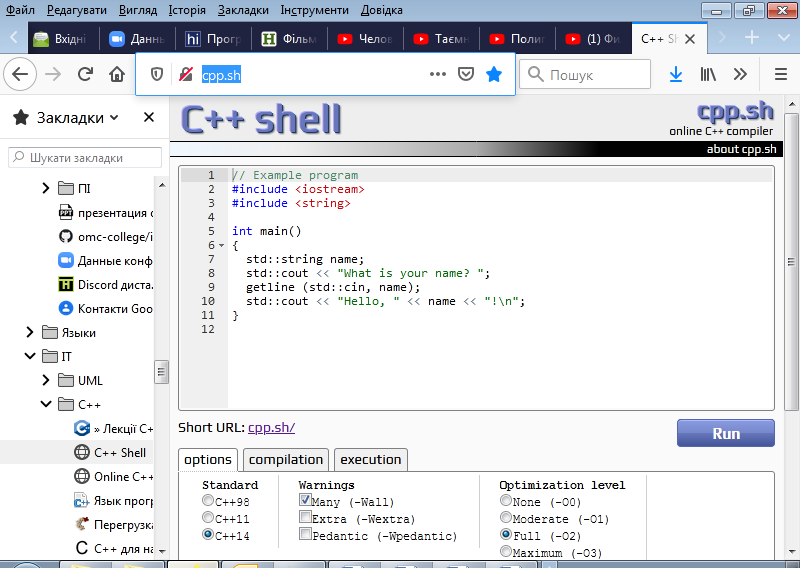 Файл Редагувати Вигляд Історія Закладки Інструменти Довідка
Вхідні Данны Прогр Фільм Челов Таємн Поли (1) Фи C++ Sh
cpp.sh
Пошук
Закладки
Шукати закладки
ПІ
презентация с
omc-college/i
Данные конф
Discord диста.
Контакти Goo
Языки
IT
UML
C++
» Лекції C+
C++ Shell
Online C++
Язык прогр
Перегрузка
C++ для на
C++ shell
cpp.sh
online C++ compiler
about cpp.sh
1 // Example program
2 #include <iostream>
3 #include <string>
4
5 int main()
6 {
7 std::string name;
8 std::cout << "What is your name? ";
9 getline (std::cin, name);
10 std::cout << "Hello, " << name << "!\n";
11 }
12
Short URL: cpp.sh/
Run
options compilation execution
Standard Warnings Optimization level
C++98 Many (-Wall) None (-O0)
C++11 Extra (-Wextra) Moderate (-O1)
C++14 Pedantic (-Wpedantic) Full (-O2)
Maximum (-O3)